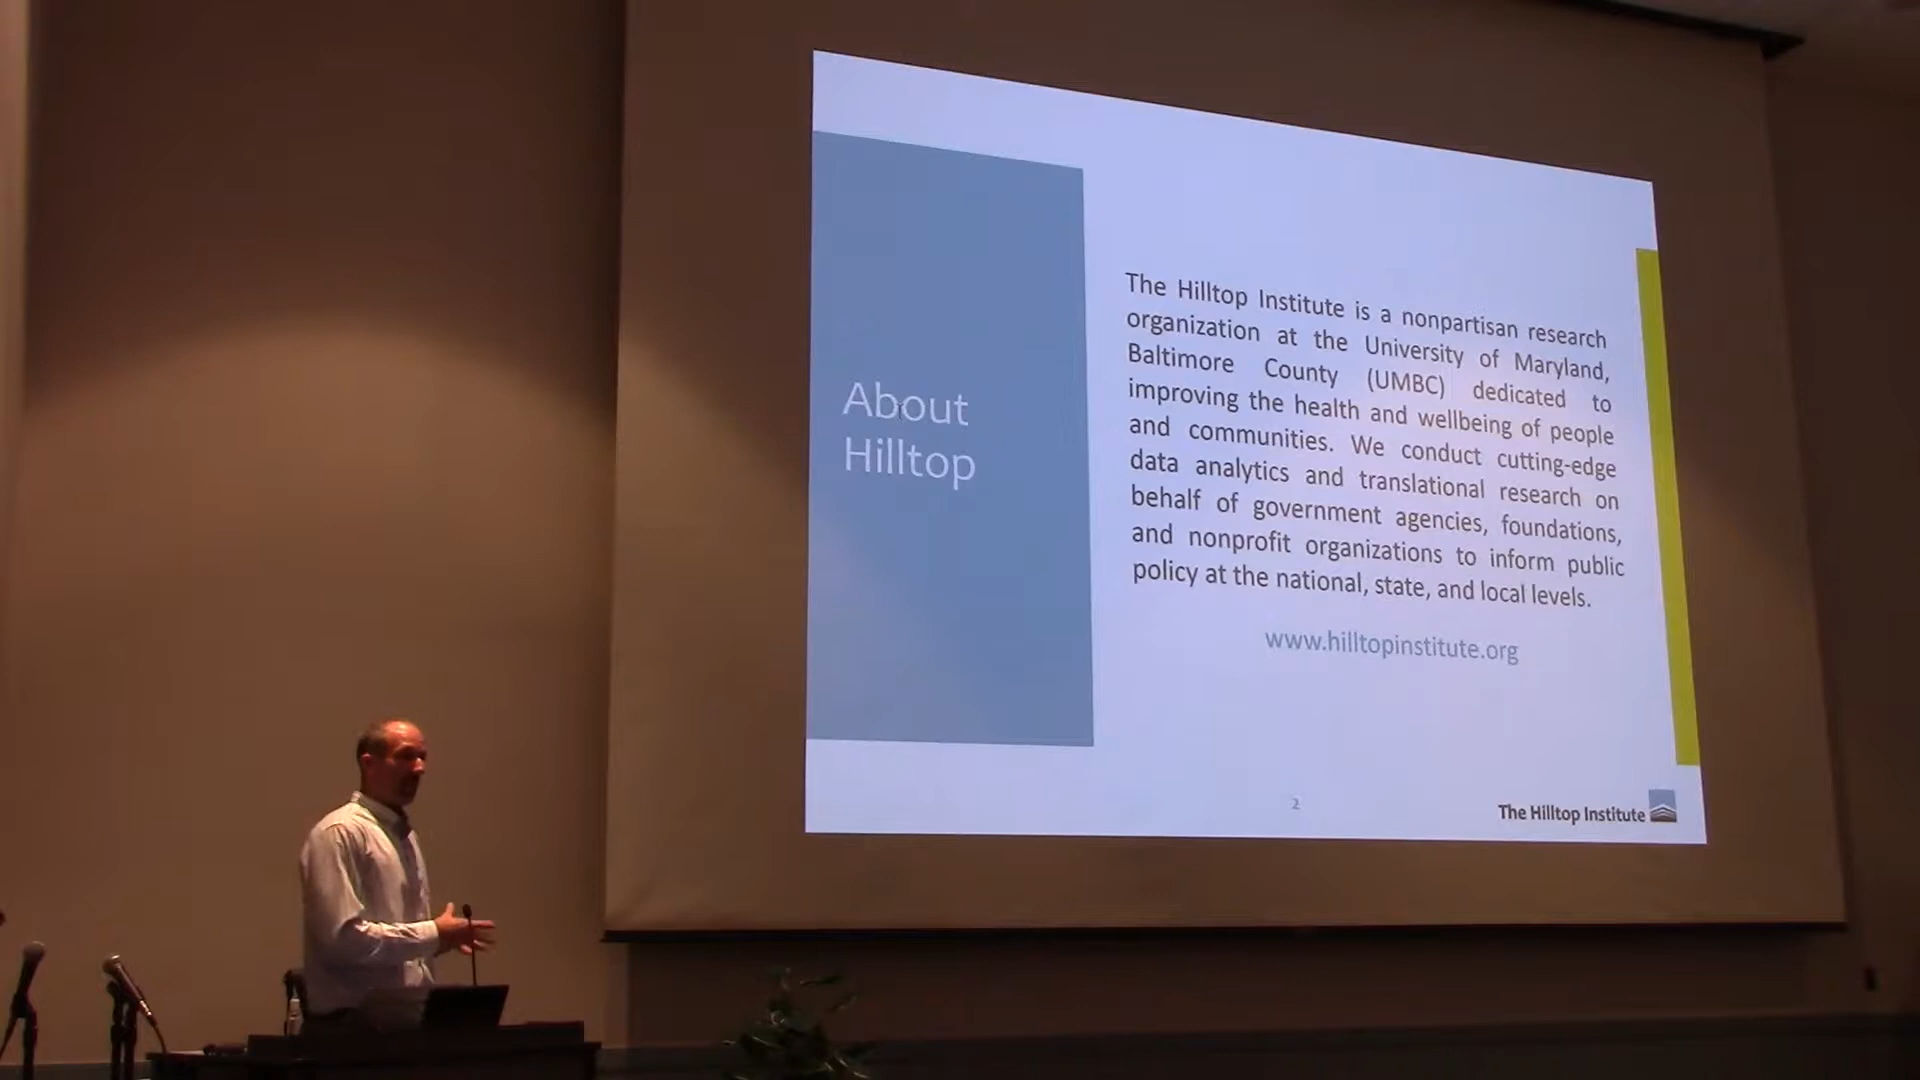 About
Hilltop
The Hilltop Institute is a nonpartisan research
organization at the University of Maryland,
Baltimore County (UMBC) dedicated to
improving the health and wellbeing of people
and communities. We conduct cutting-edge
data analytics and translational research on
behalf of government agencies, foundations,
and nonprofit organizations to inform public
policy at the national, state, and local levels.
www.hilltopinstitute.org
2
The Hilltop Institute